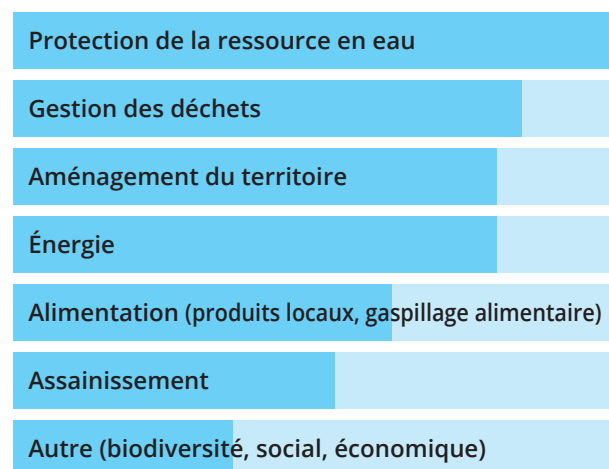 Protection de la ressource en eau
Gestion des déchets
Aménagement du territoire
Énergie
Alimentation (produits locaux, gaspillage alimentaire)
Assainissement
Autre (biodiversité, social, économique)